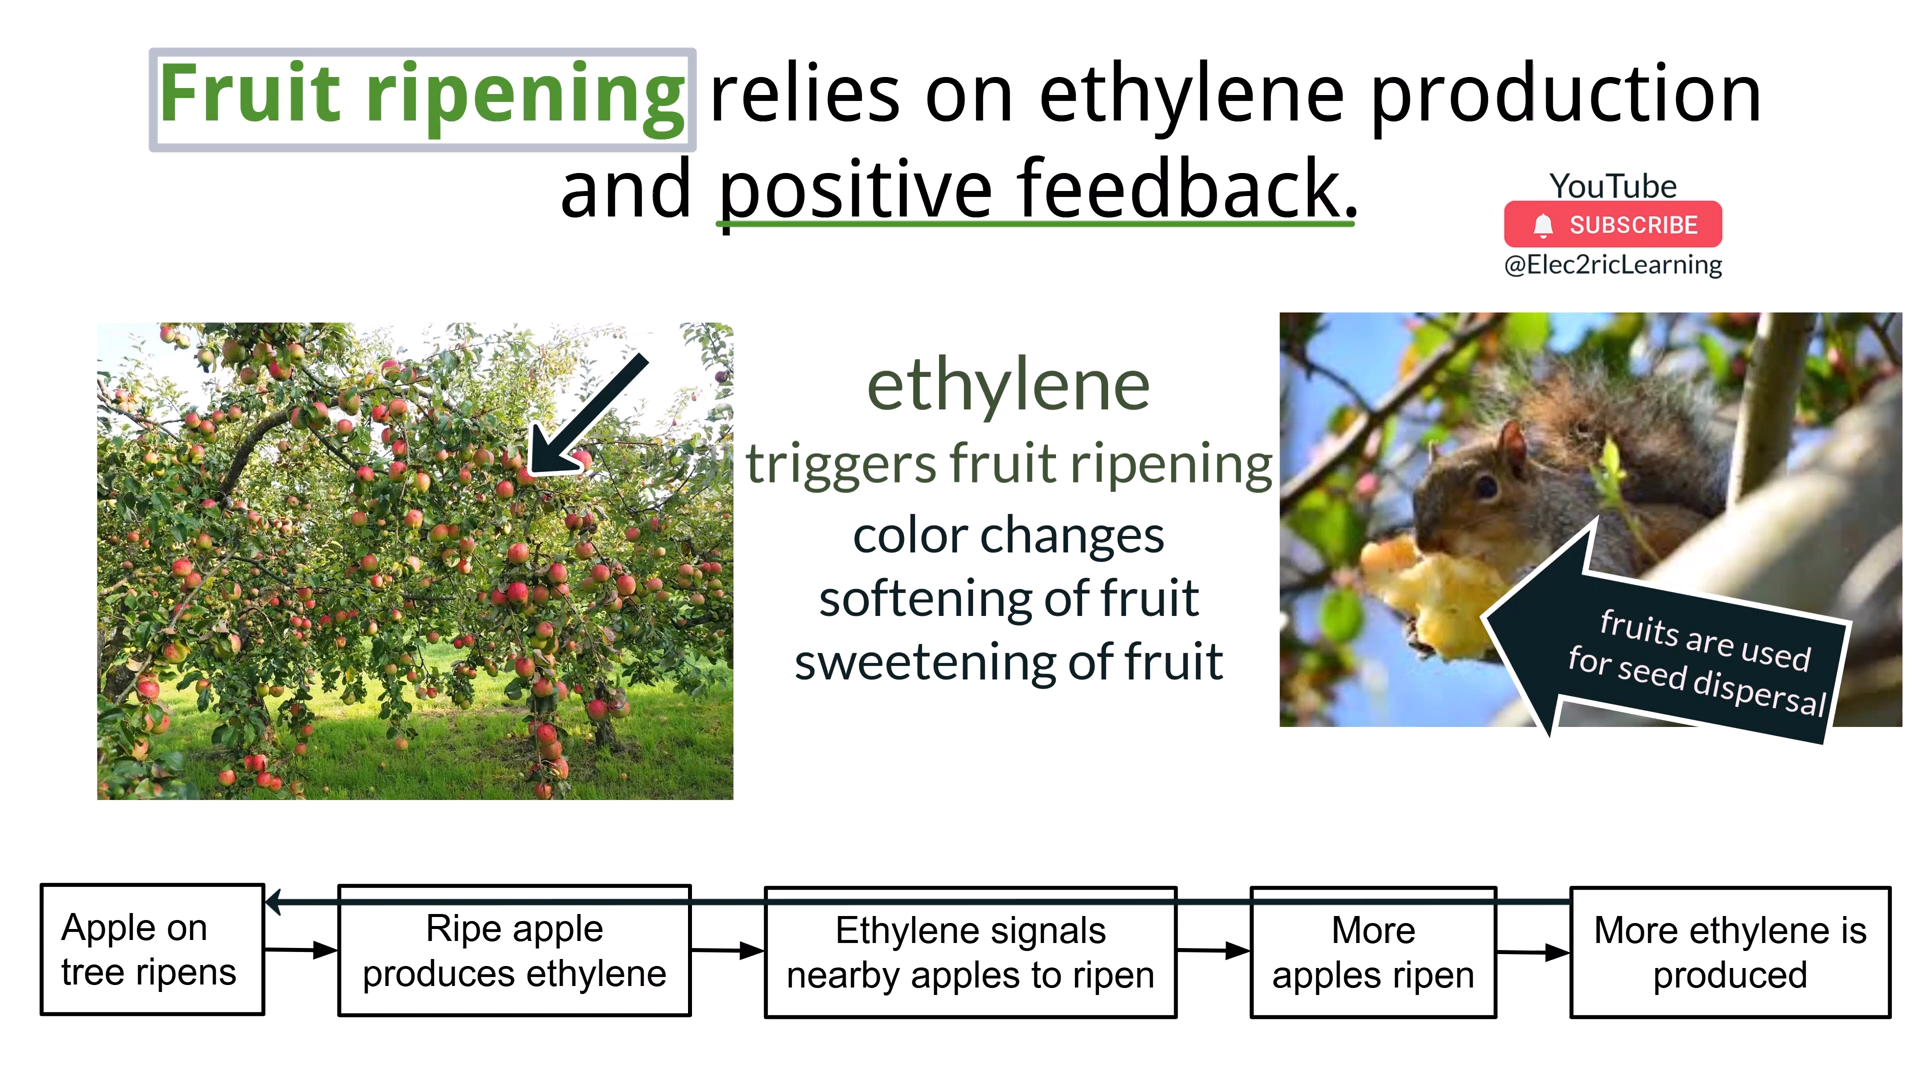 Fruit ripening relies on ethylene production
and positive feedback.
YouTube
SUBSCRIBE
@Elec2ricLearning
ethylene
triggers fruit ripening
color changes
softening of fruit
sweetening of fruit
fruits are used
for seed dispersal
Apple on
tree ripens
Ripe apple
produces ethylene
Ethylene signals
nearby apples to ripen
More
apples ripen
More ethylene is
produced